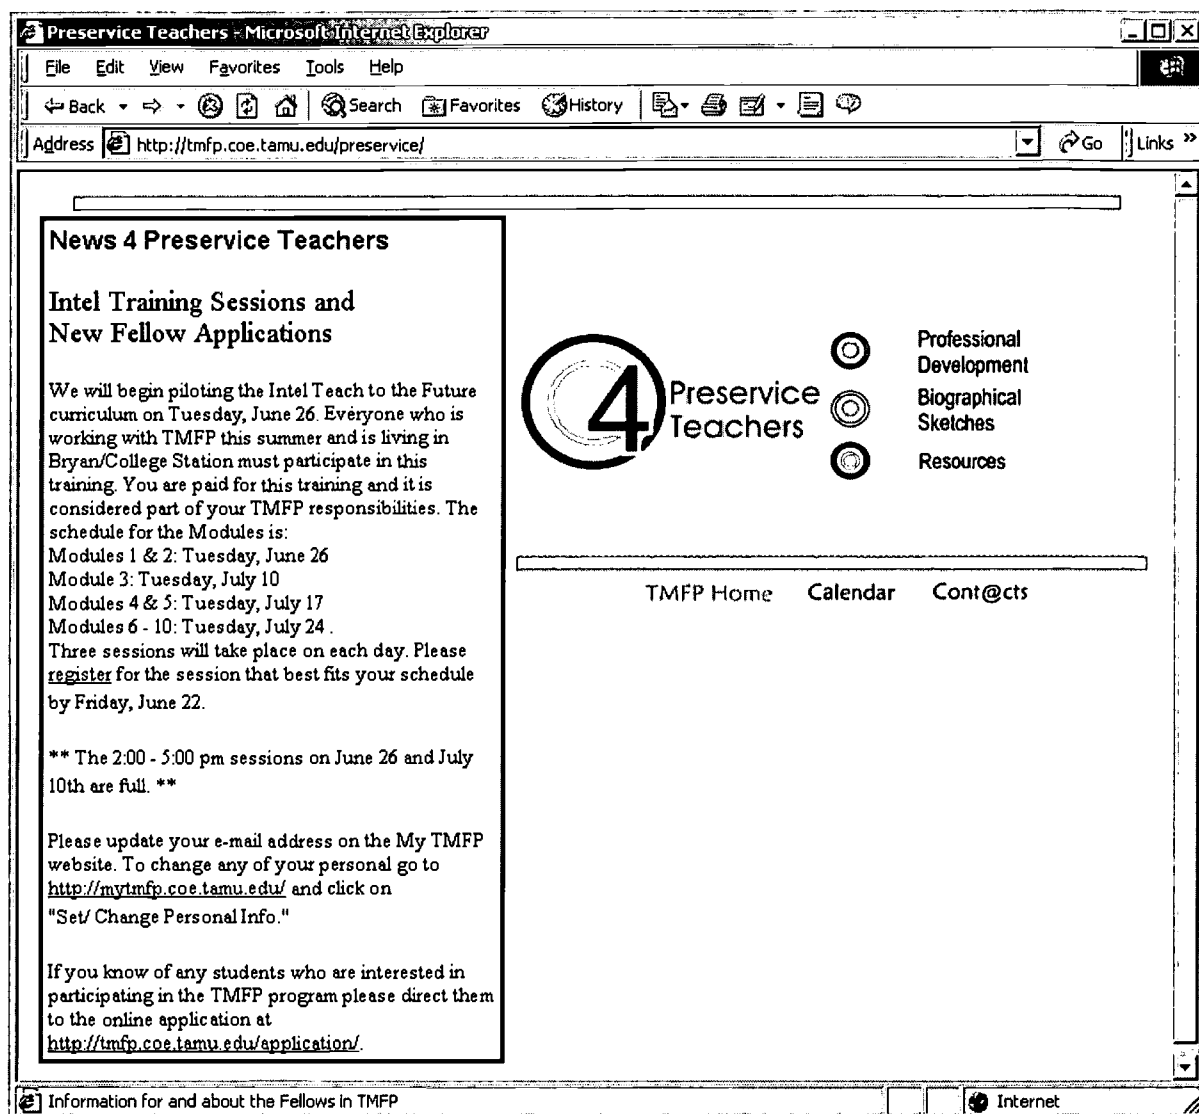 Preservice Teachers - Microsoft Internet Explorer
File Edit View Favorites Tools Help
Back Search Favorites History
Address http://tmfp.coe.tamu.edu/preservice/ Go Links »
News 4 Preservice Teachers
Intel Training Sessions and
New Fellow Applications
We will begin piloting the Intel Teach to the Future
curriculum on Tuesday, June 26. Everyone who is
working with TMFP this summer and is living in
Bryan/College Station must participate in this
training. You are paid for this training and it is
considered part of your TMFP responsibilities. The
schedule for the Modules is:
Modules 1 & 2: Tuesday, June 26
Module 3: Tuesday, July 10
Modules 4 & 5: Tuesday, July 17
Modules 6 - 10: Tuesday, July 24 .
Three sessions will take place on each day. Please
register for the session that best fits your schedule
by Friday, June 22.
** The 2:00 - 5:00 pm sessions on June 26 and July
10th are full. **
Please update your e-mail address on the My TMFP
website. To change any of your personal go to
http://mytmfp.coe.tamu.edu/ and click on
"Set/ Change Personal Info."
If you know of any students who are interested in
participating in the TMFP program please direct them
to the online application at
http://tmfp.coe.tamu.edu/application/.
4 Preservice
Teachers
Professional
Development
Biographical
Sketches
Resources
TMFP Home Calendar Cont@cts
Information for and about the Fellows in TMFP Internet